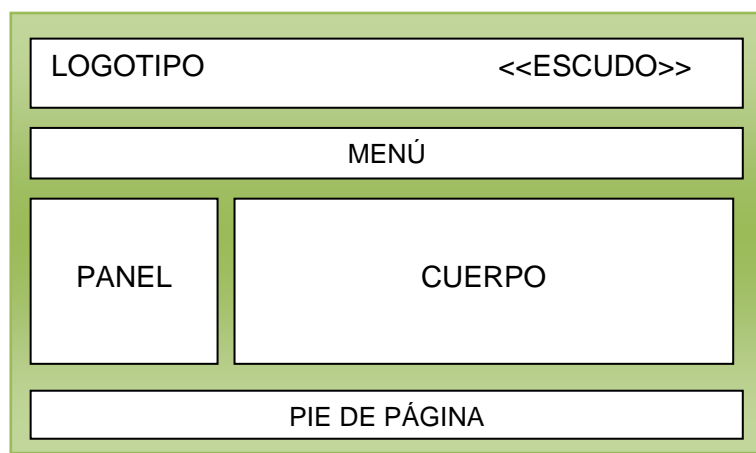 LOGOTIPO <<ESCUDO>>
MENÚ
PANEL CUERPO
PIE DE PÁGINA